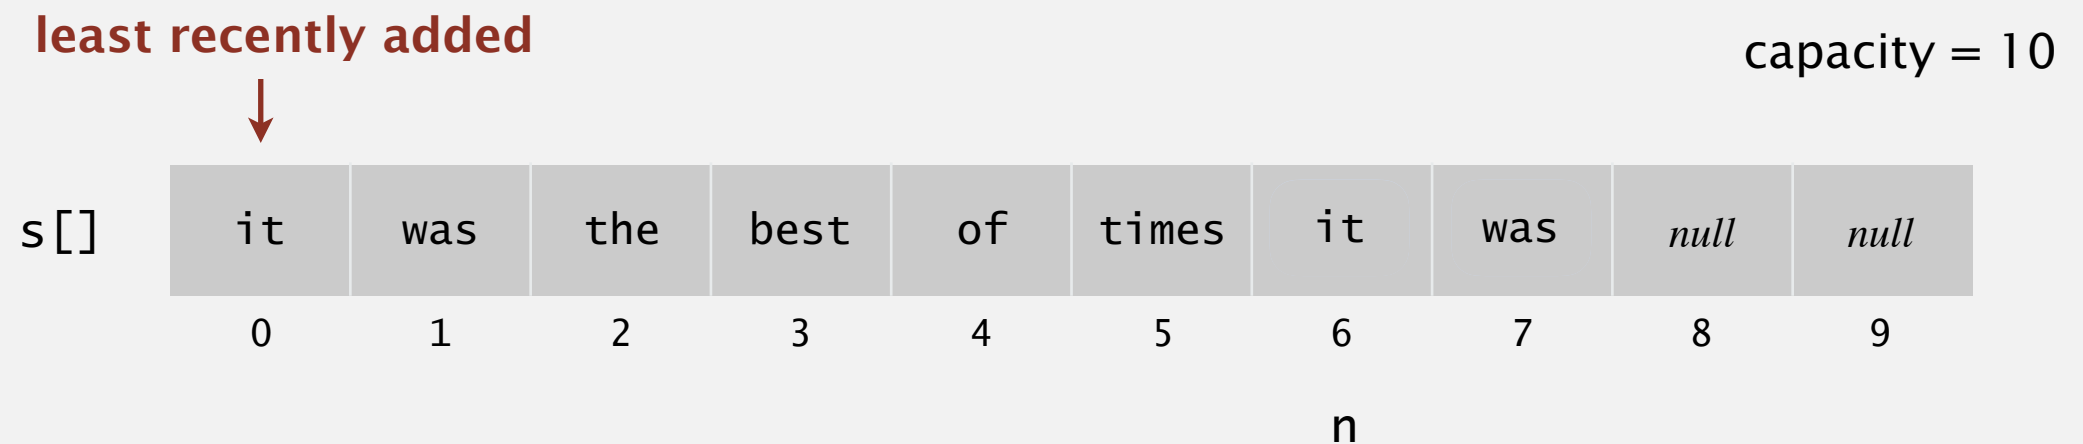 least recently added
capacity = 10
s[] it was the best of times it was null null
0 1 2 3 4 5 6 7 8 9
n